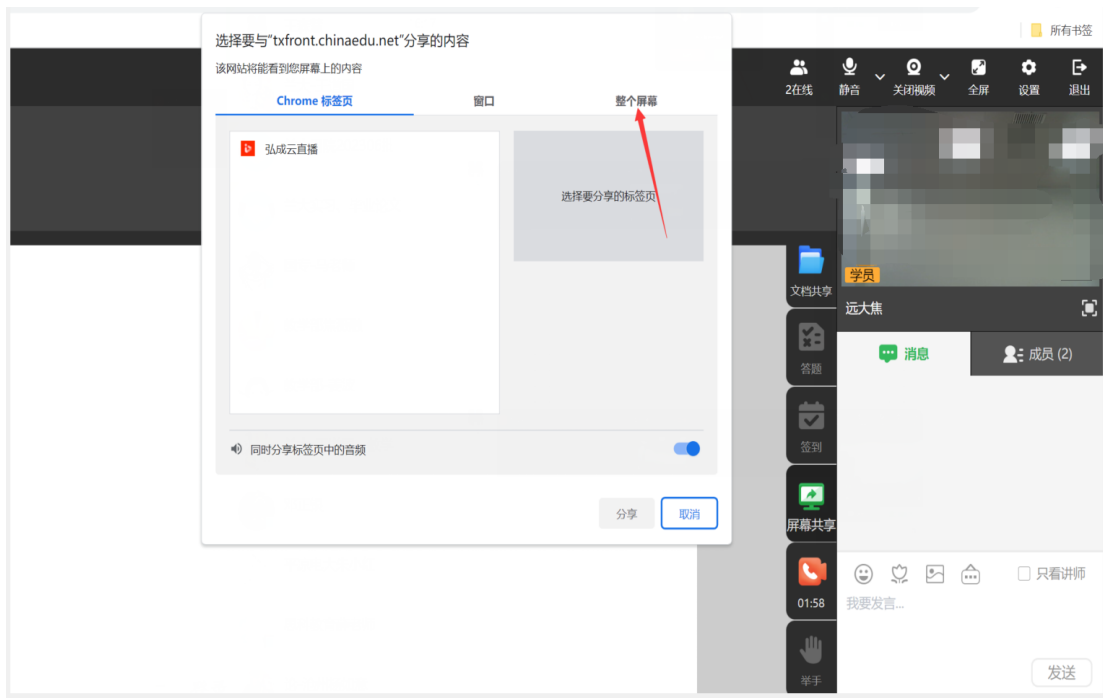 选择要与“txfront.chinaedu.net”分享的内容
该网站将能看到您屏幕上的内容
Chrome 标签页
窗口
整个屏幕
弘成云直播
选择要分享的标签页
同时分享标签页中的音频
分享
取消
所有书签
2在线
静音
关闭视频
全屏
设置
退出
学员
远大焦
文档共享
答题
签到
屏幕共享
01:58
举手
消息
成员 (2)
只看讲师
我要发言...
发送